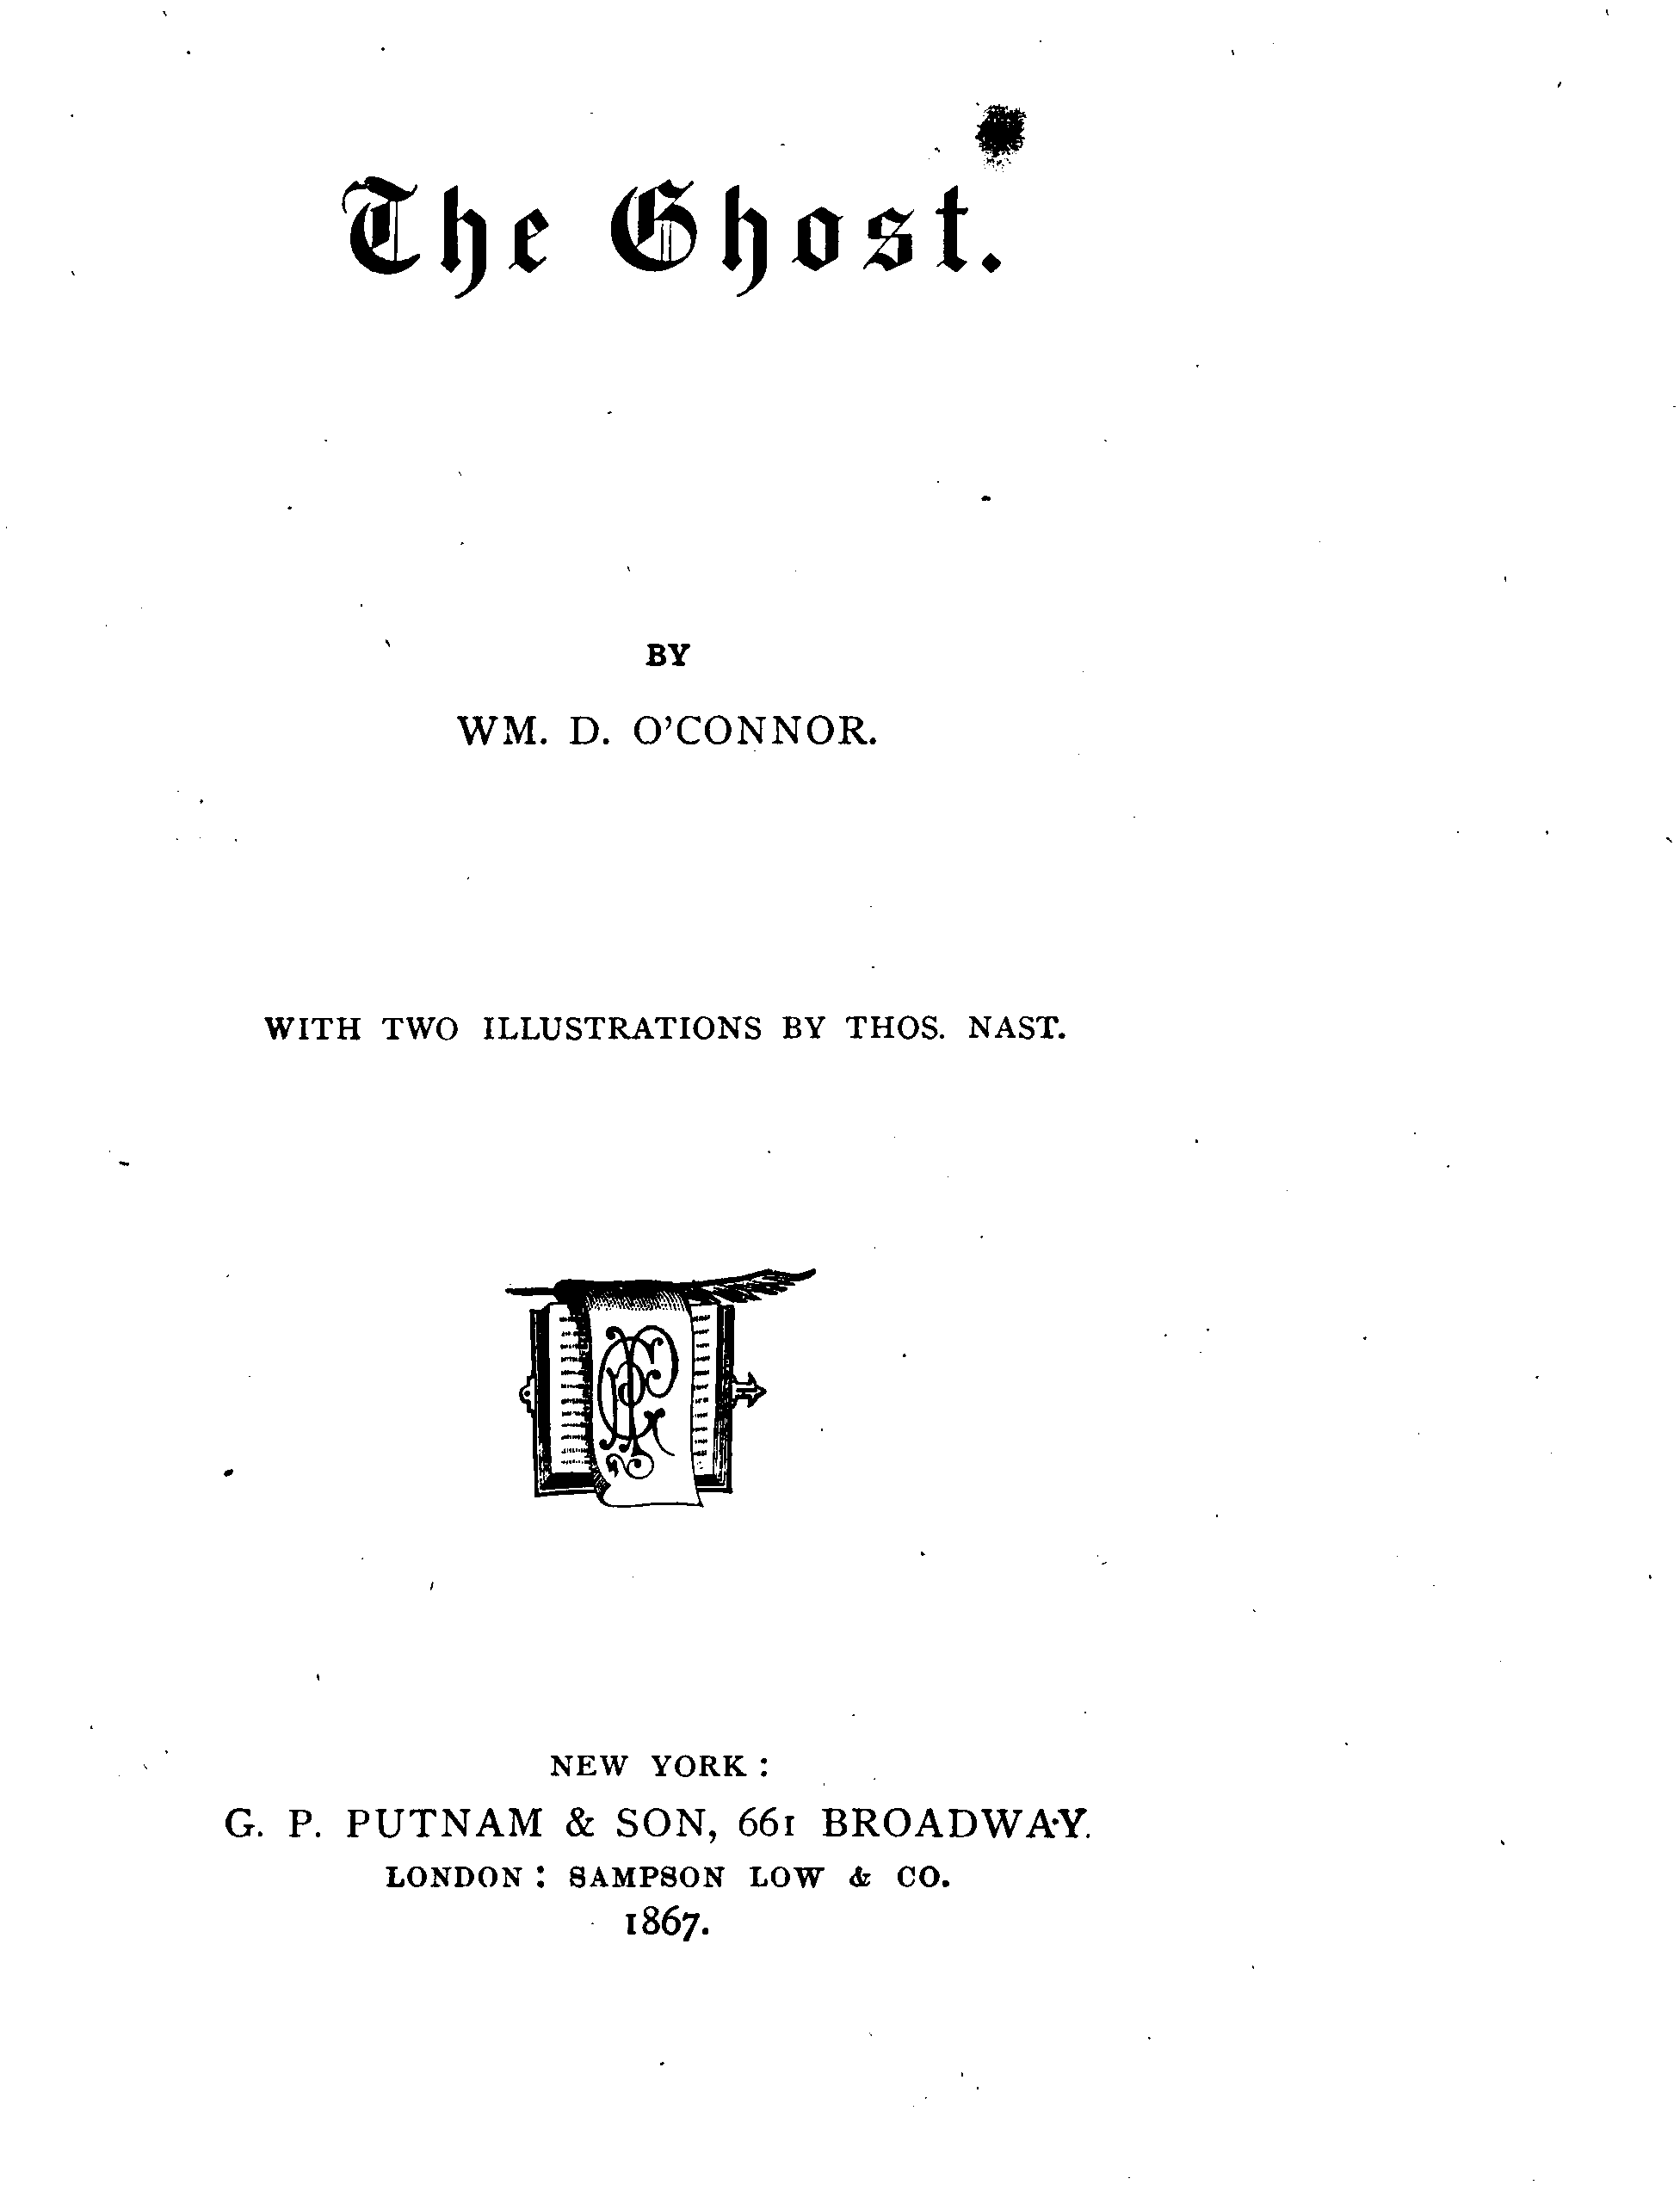 The Ghost.
BY
WM. D. O'CONNOR.
WITH TWO ILLUSTRATIONS BY THOS. NAST.
NEW YORK :
G. P. PUTNAM & SON, 661 BROADWAY.
LONDON : SAMPSON LOW & CO.
1867.